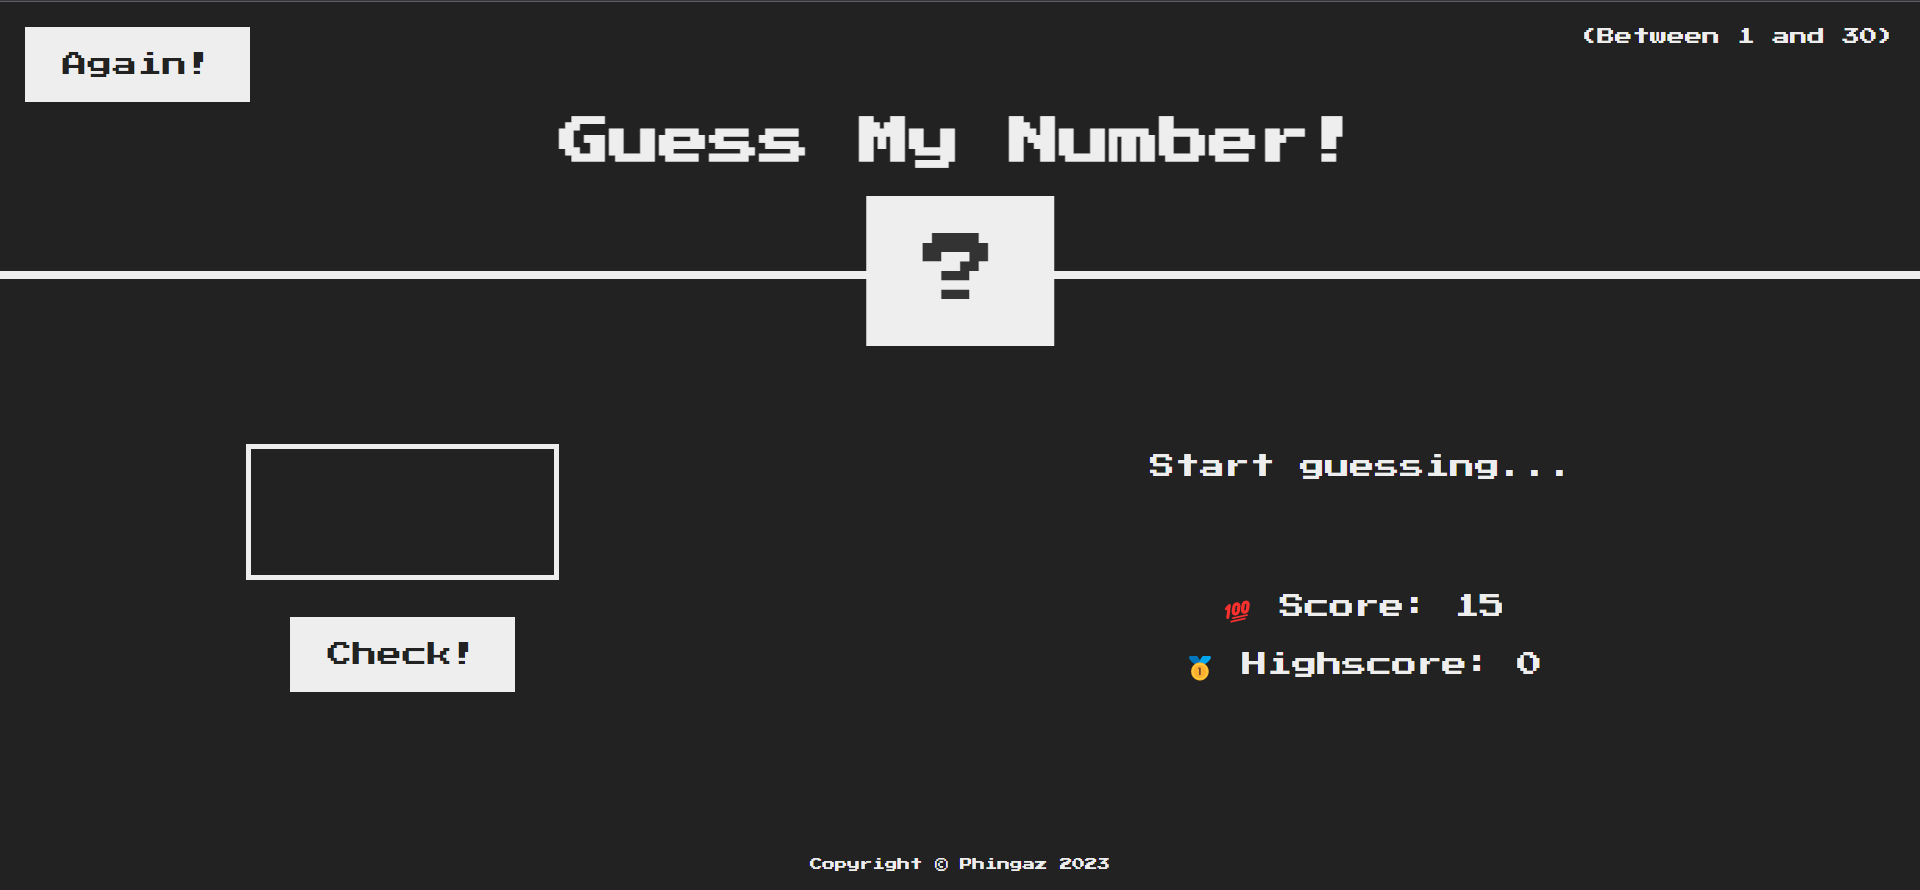 Again!
(Between 1 and 30)
Guess My Number!
?
Start guessing...
Check!
💯 Score: 15
🥇 Highscore: 0
Copyright © Phingaz 2023